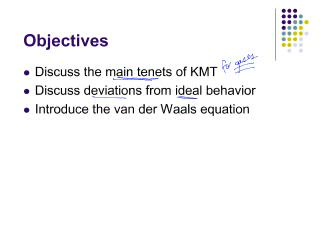 Objectives
Discuss the main tenets of KMT for gases
Discuss deviations from ideal behavior
Introduce the van der Waals equation